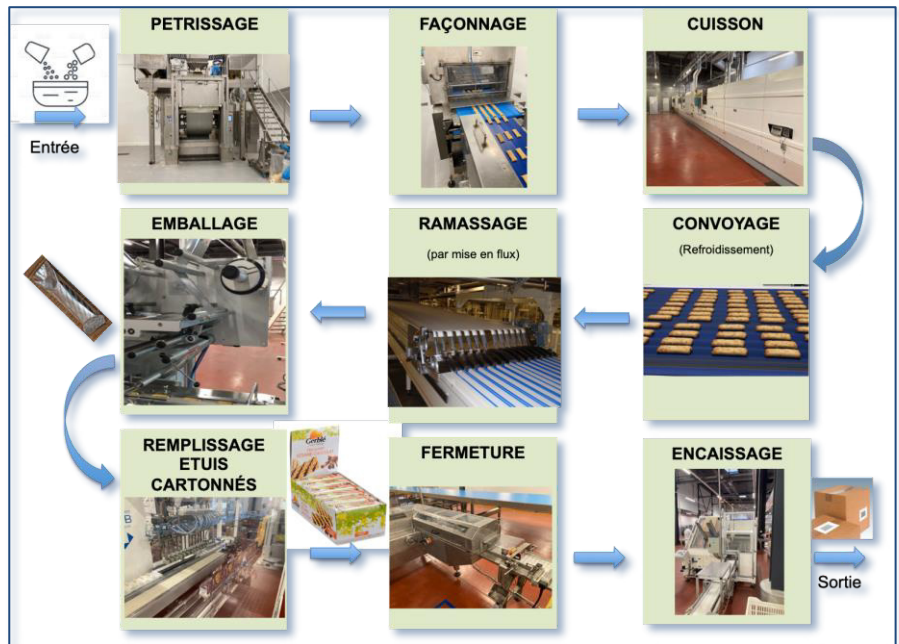 PETRISSAGE
FAÇONNAGE
CUISSON
Entrée
EMBALLAGE
RAMASSAGE
(par mise en flux)
CONVOYAGE
(Refroidissement)
REMPLISSAGE
ETUIS
CARTONNÉS
Gerblé
FERMETURE
ENCAISSAGE
Sortie